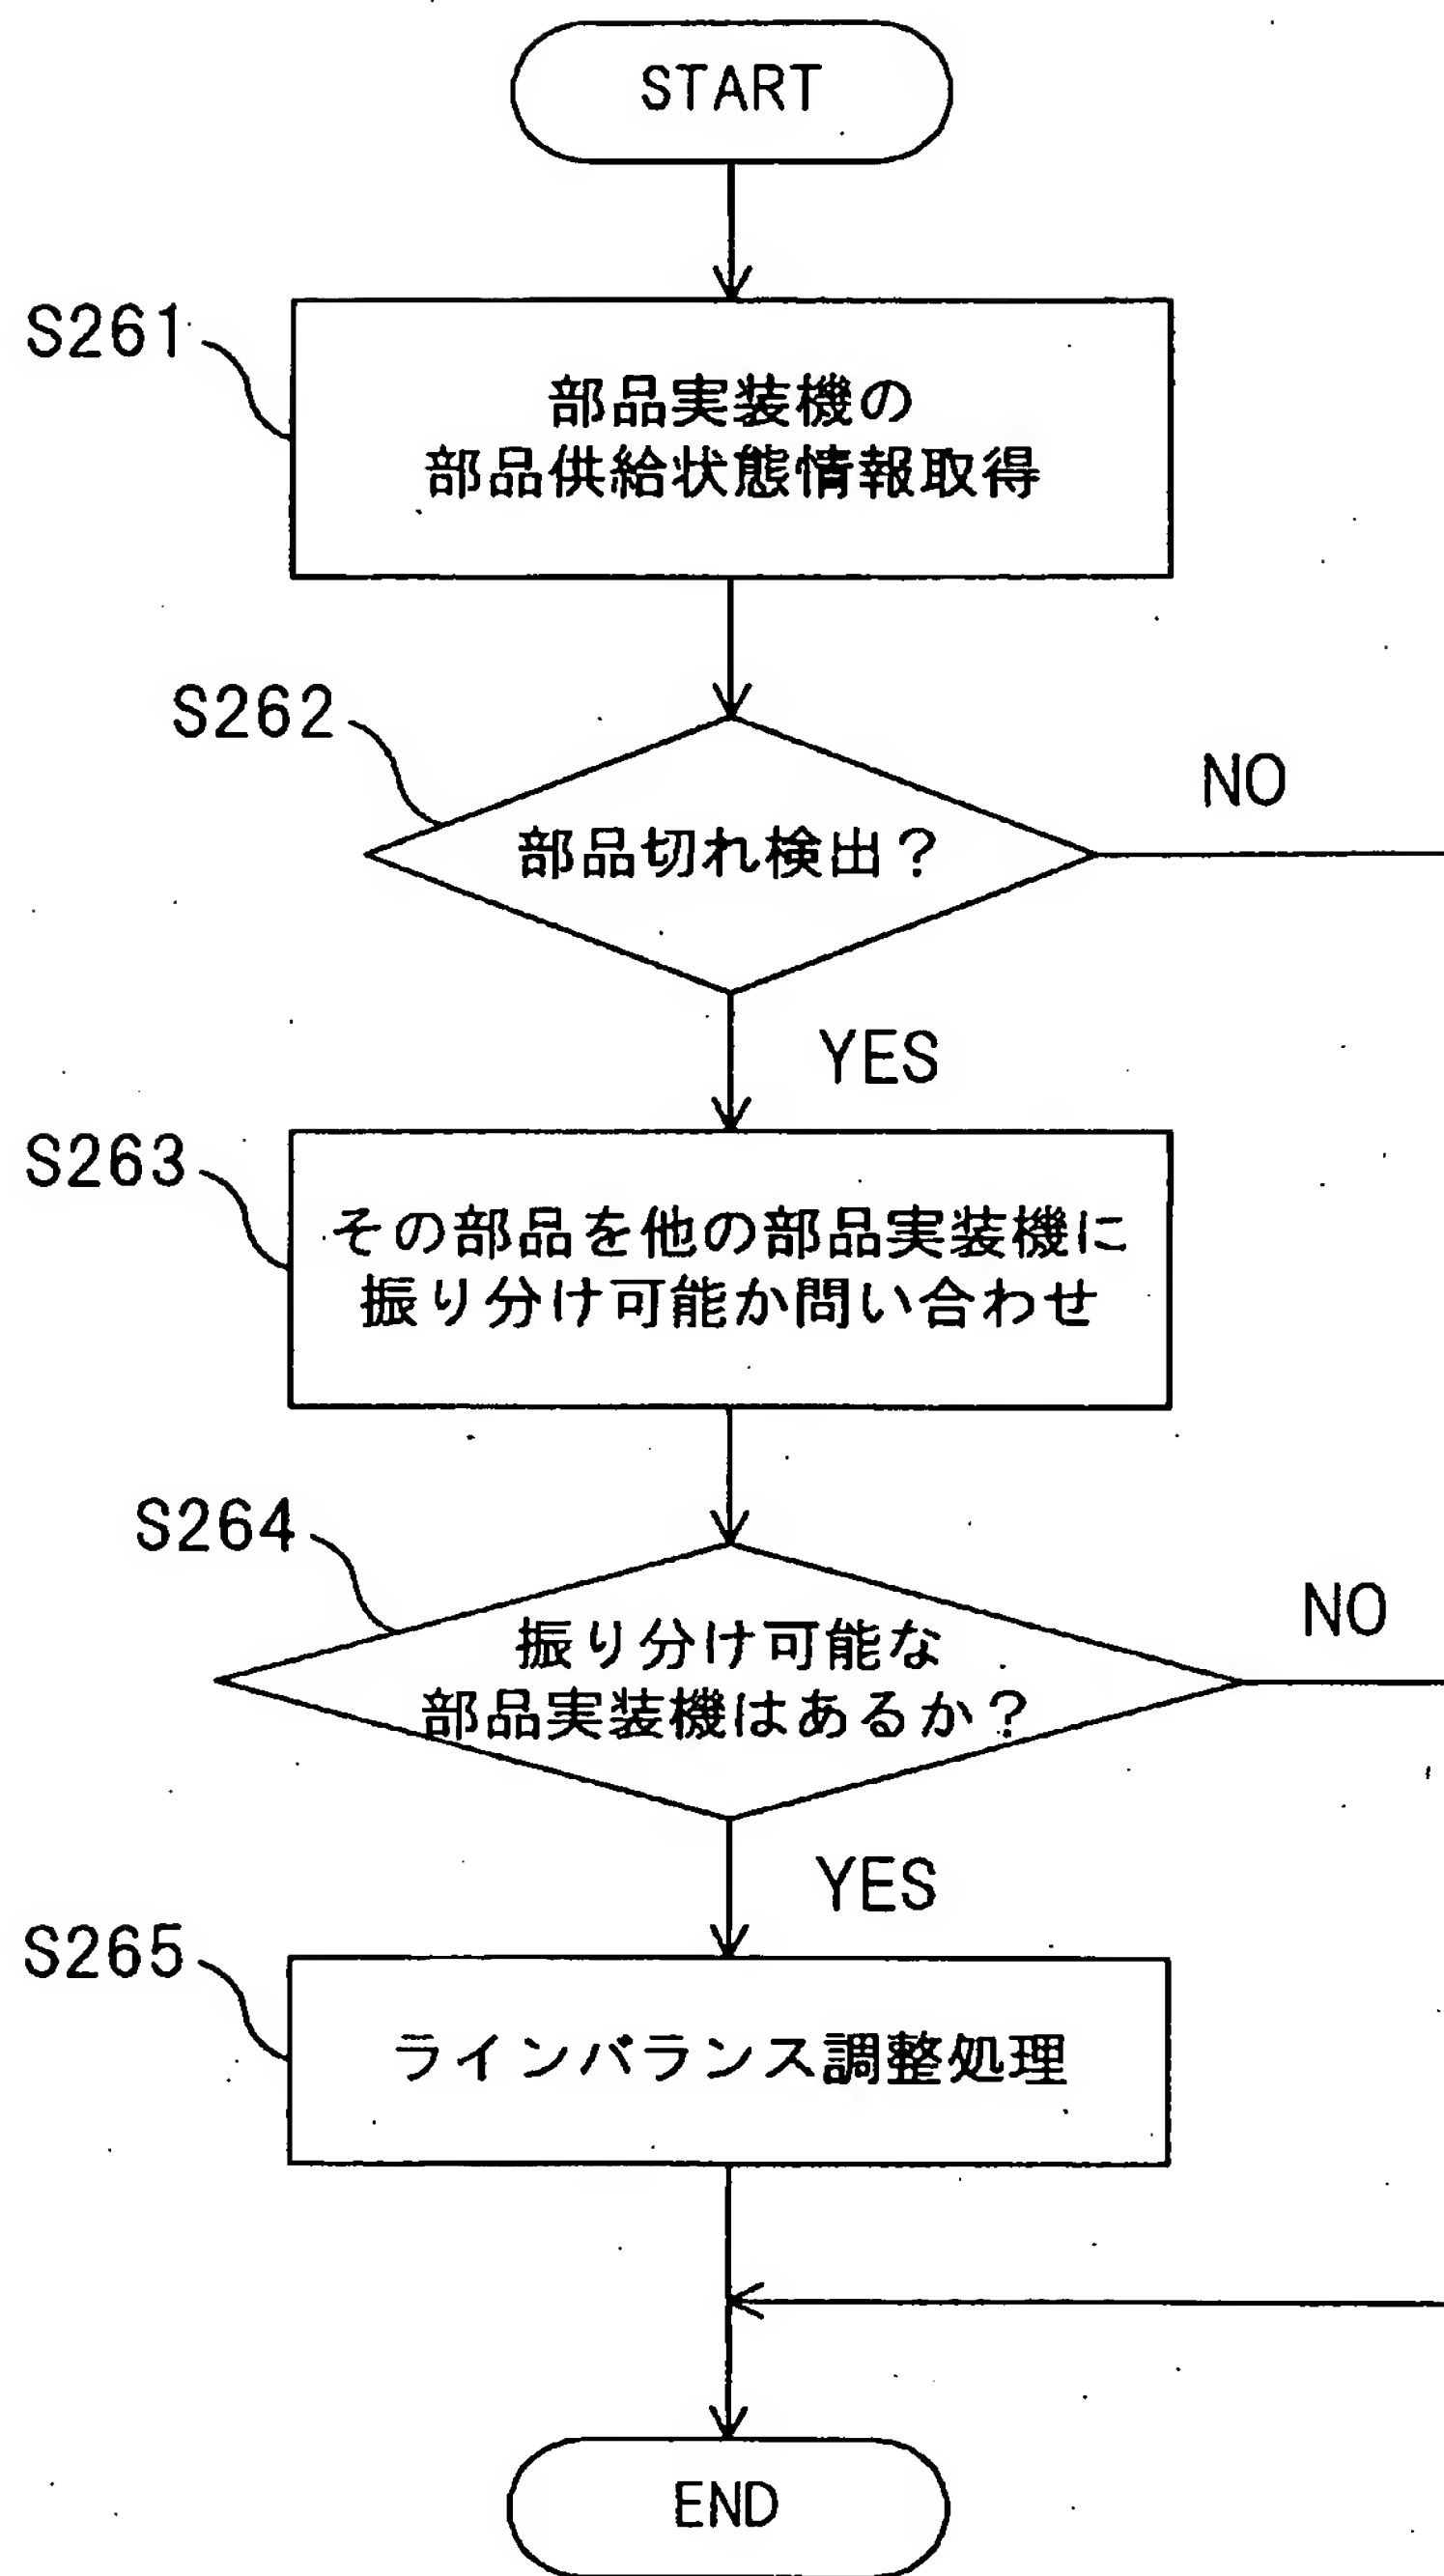 START
S261
部品実装機の
部品供給状態情報取得
S262
部品切れ検出？
NO
YES
S263
その部品を他の部品実装機に
振り分け可能か問い合わせ
S264
振り分け可能な
部品実装機はあるか？
NO
YES
S265
ラインバランス調整処理
END